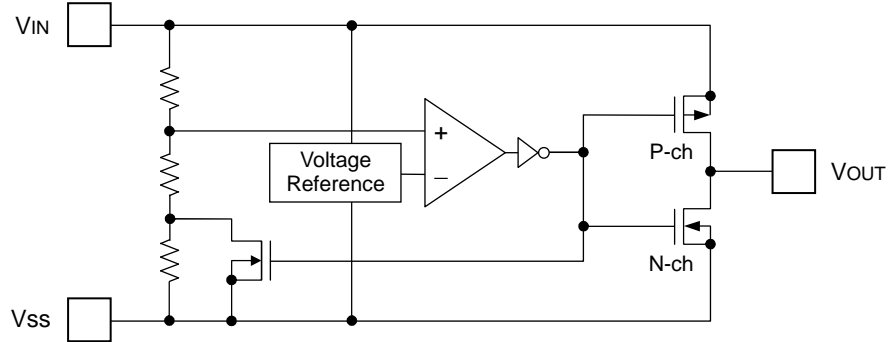 VIN
+
Voltage
Reference
−
P-ch
VOUT
N-ch
VSS